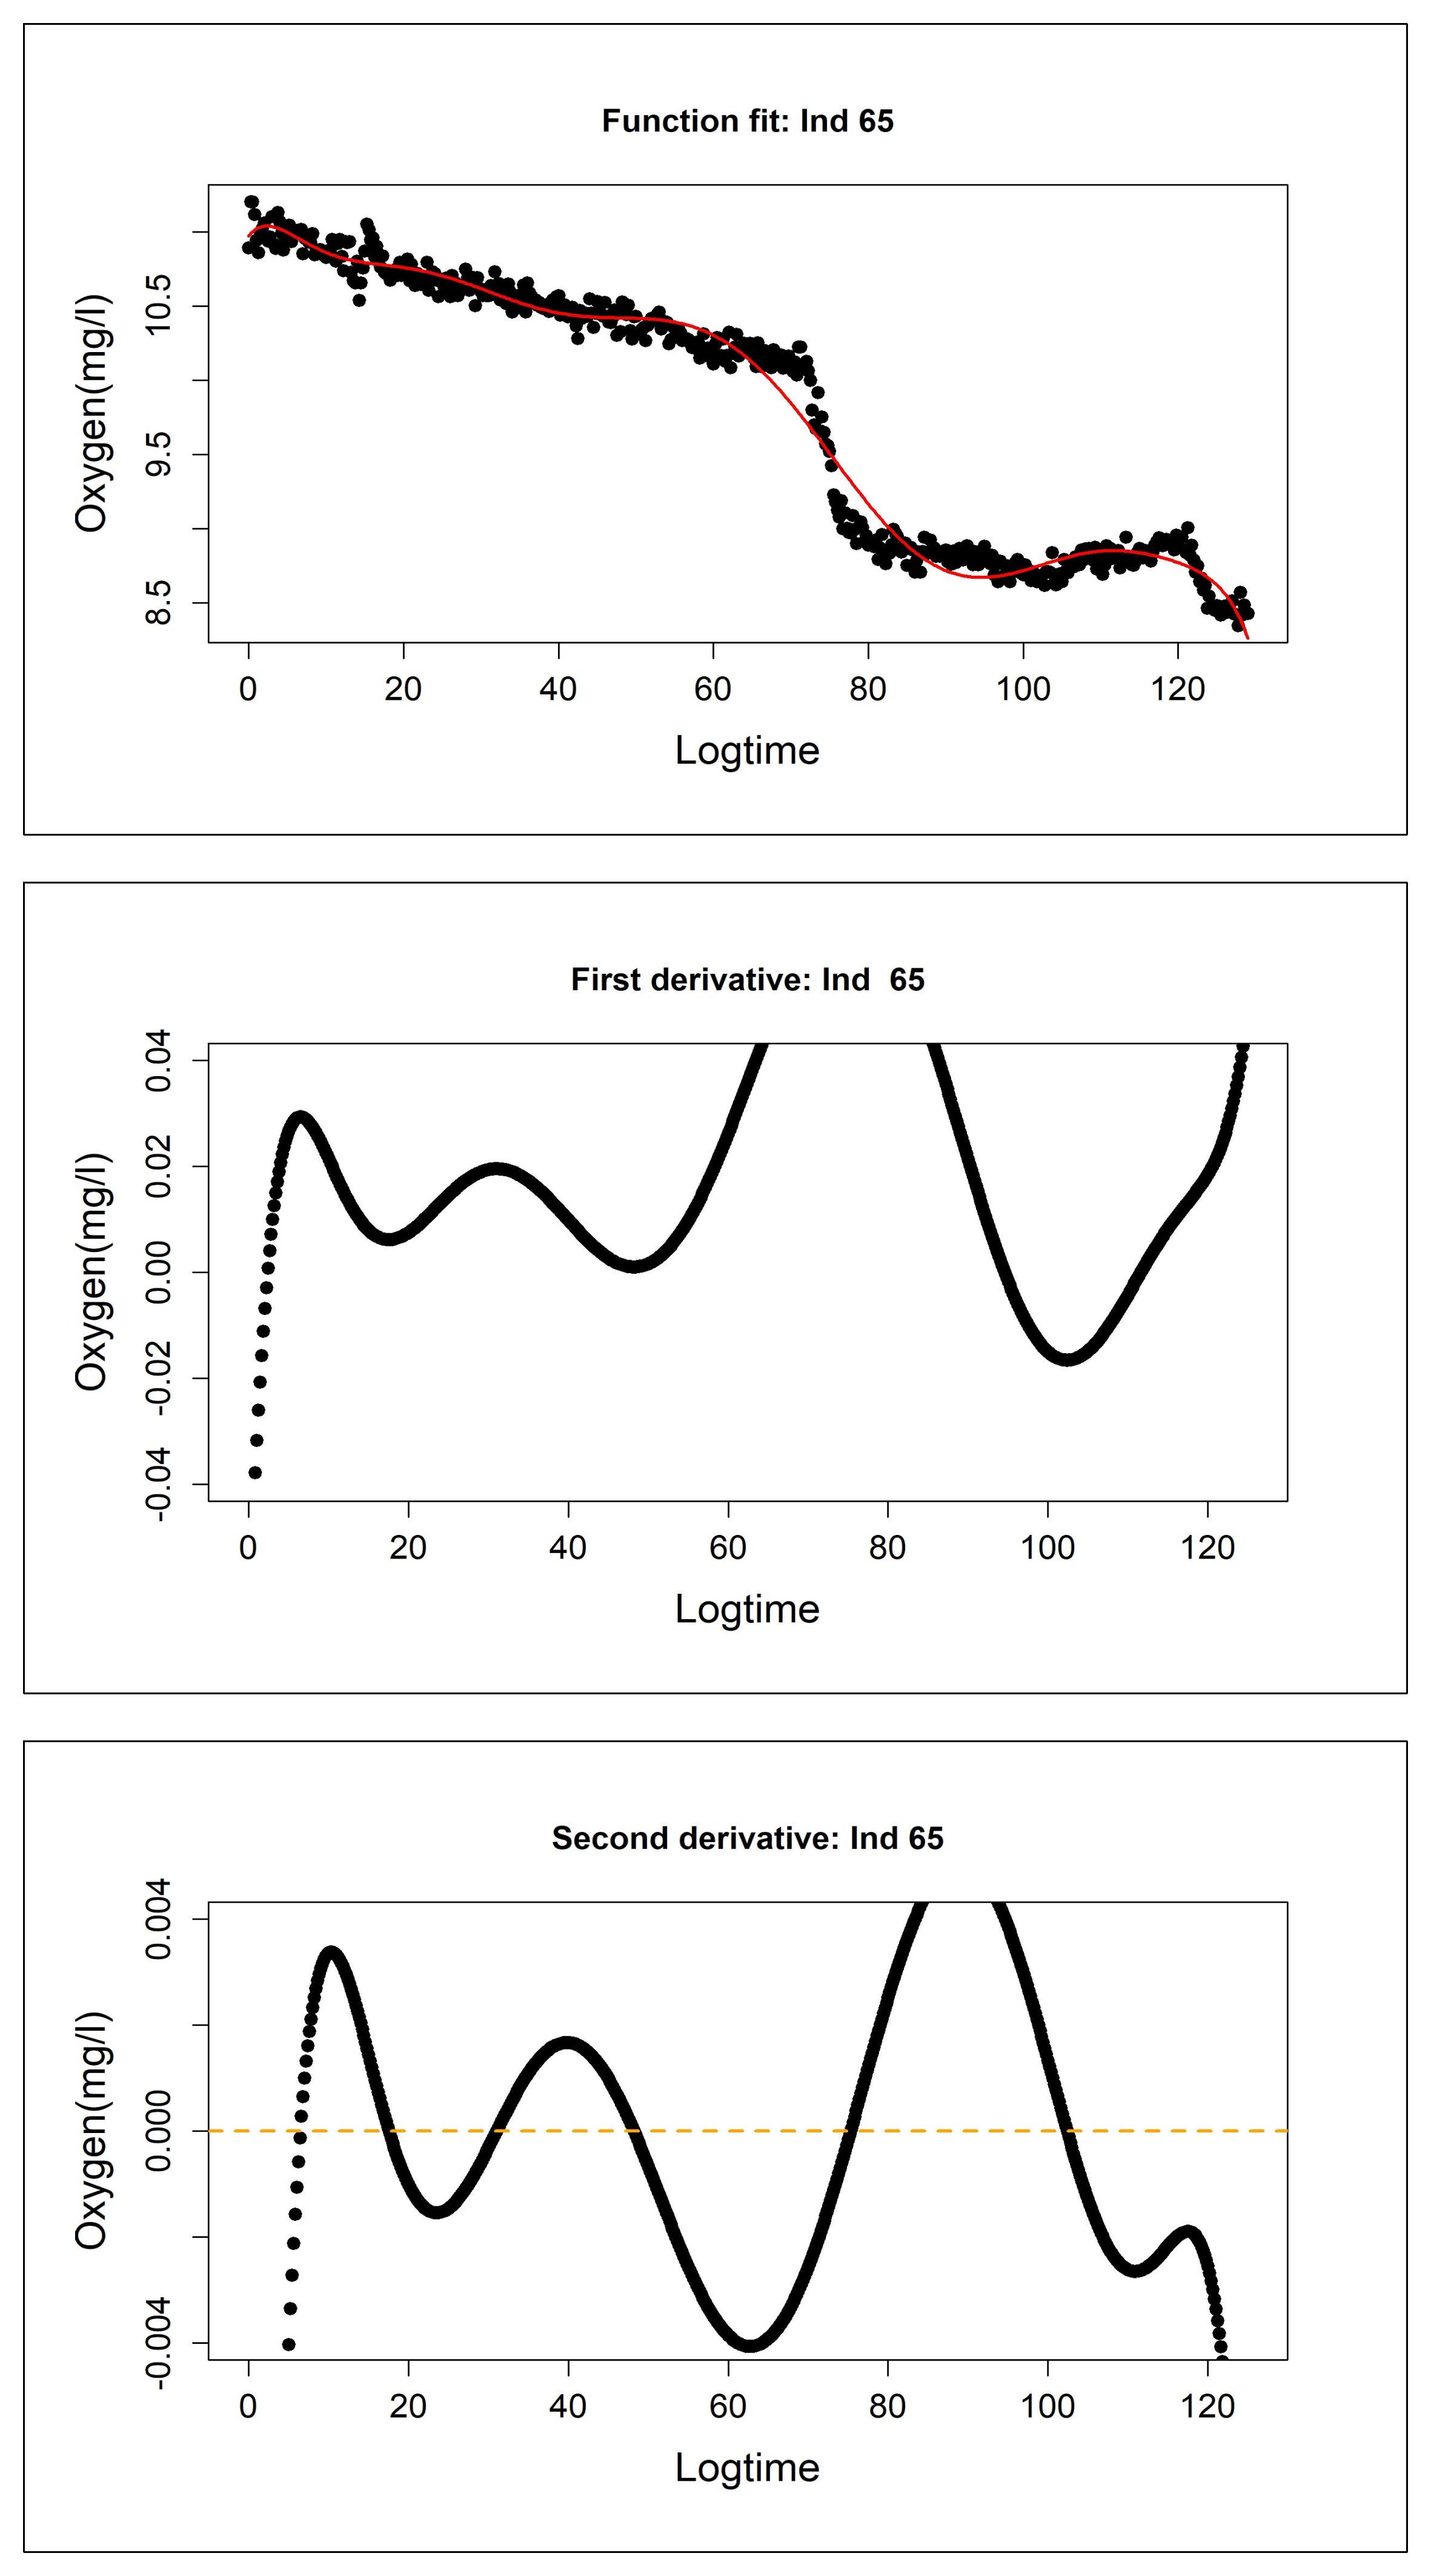 Function fit: Ind 65
Oxygen(mg/l)
10.5
9.5
8.5
0 20 40 60 80 100 120
Logtime
First derivative: Ind  65
Oxygen(mg/l)
0.04
0.02
0.00
-0.02
-0.04
0 20 40 60 80 100 120
Logtime
Second derivative: Ind 65
Oxygen(mg/l)
0.004
0.000
-0.004
0 20 40 60 80 100 120
Logtime